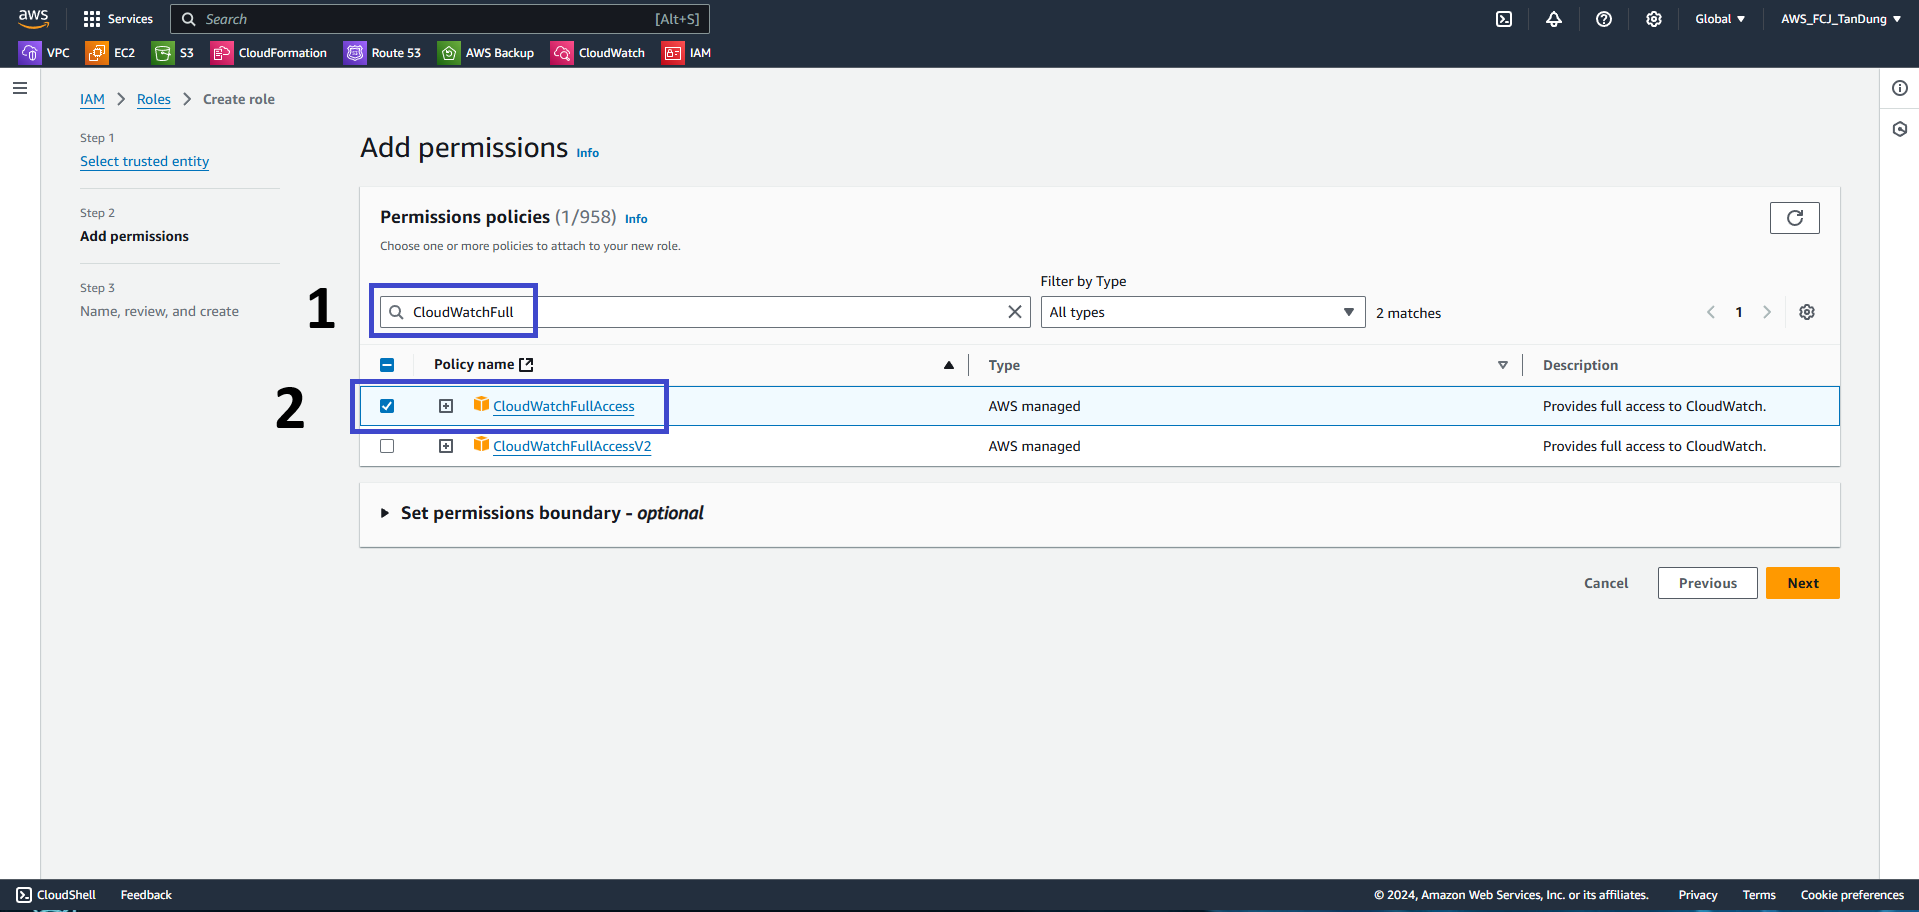 aws Services Search [Alt+S] Global AWS_FCJ_TanDung
VPC EC2 S3 CloudFormation Route 53 AWS Backup CloudWatch IAM
IAM Roles Create role
Step 1
Select trusted entity
Step 2
Add permissions
Step 3
Name, review, and create
Add permissions Info
Permissions policies (1/958) Info
Choose one or more policies to attach to your new role.
Filter by Type
1 CloudWatchFull All types 2 matches 1
Policy name Type Description
2 CloudWatchFullAccess AWS managed Provides full access to CloudWatch.
CloudWatchFullAccessV2 AWS managed Provides full access to CloudWatch.
Set permissions boundary - optional
Cancel Previous Next
CloudShell Feedback © 2024, Amazon Web Services, Inc. or its affiliates. Privacy Terms Cookie preferences